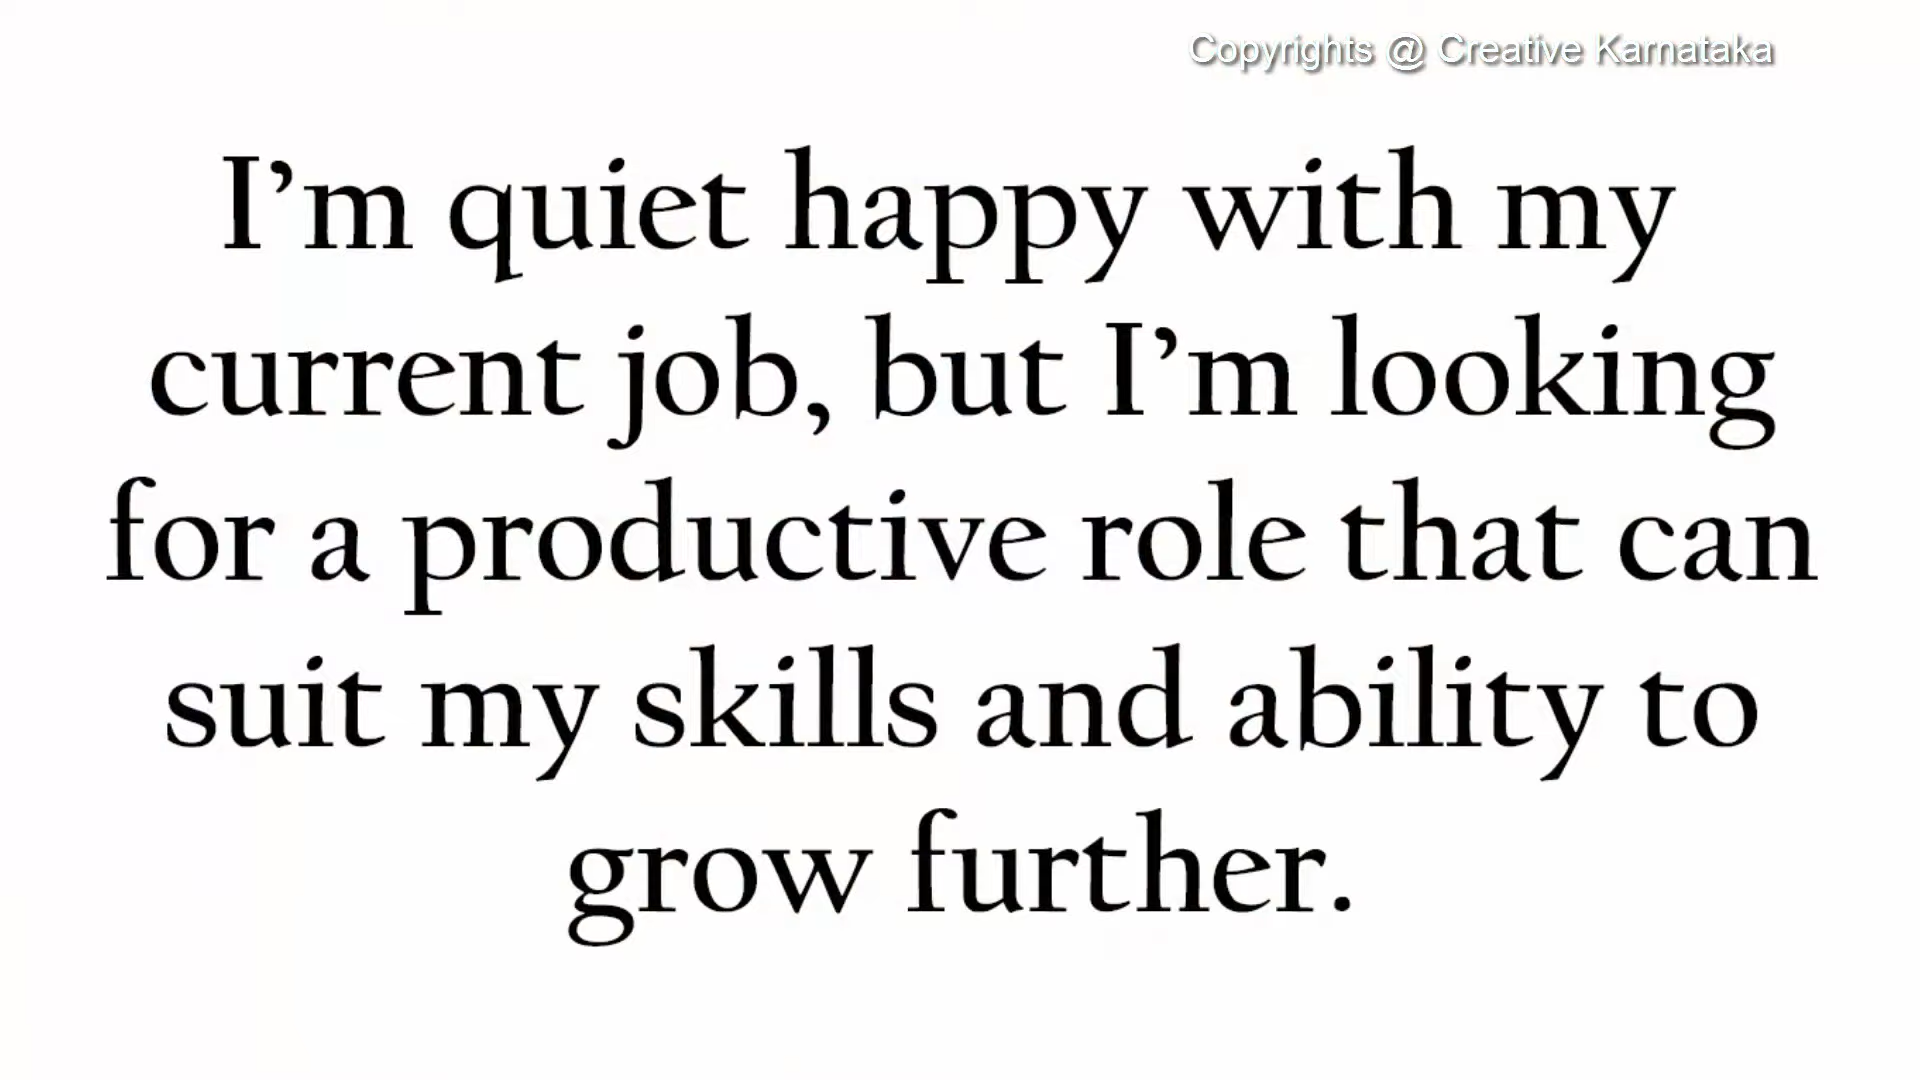 Copyrights @ Creative Karnataka
I’m quiet happy with my
current job, but I’m looking
for a productive role that can
suit my skills and ability to
grow further.